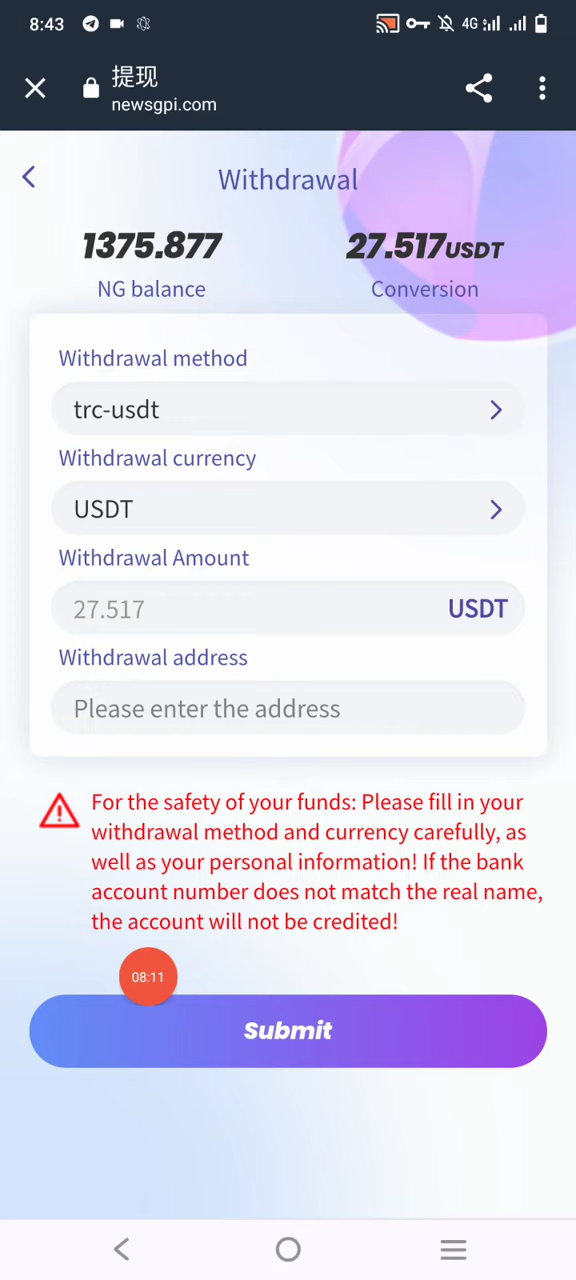 8:43
4G
提现
newsgpi.com
Withdrawal
1375.877
27.517USDT
NG balance
Conversion
Withdrawal method
trc-usdt
Withdrawal currency
USDT
Withdrawal Amount
27.517
USDT
Withdrawal address
Please enter the address
For the safety of your funds: Please fill in your
withdrawal method and currency carefully, as
well as your personal information! If the bank
account number does not match the real name,
the account will not be credited!
08:11
Submit